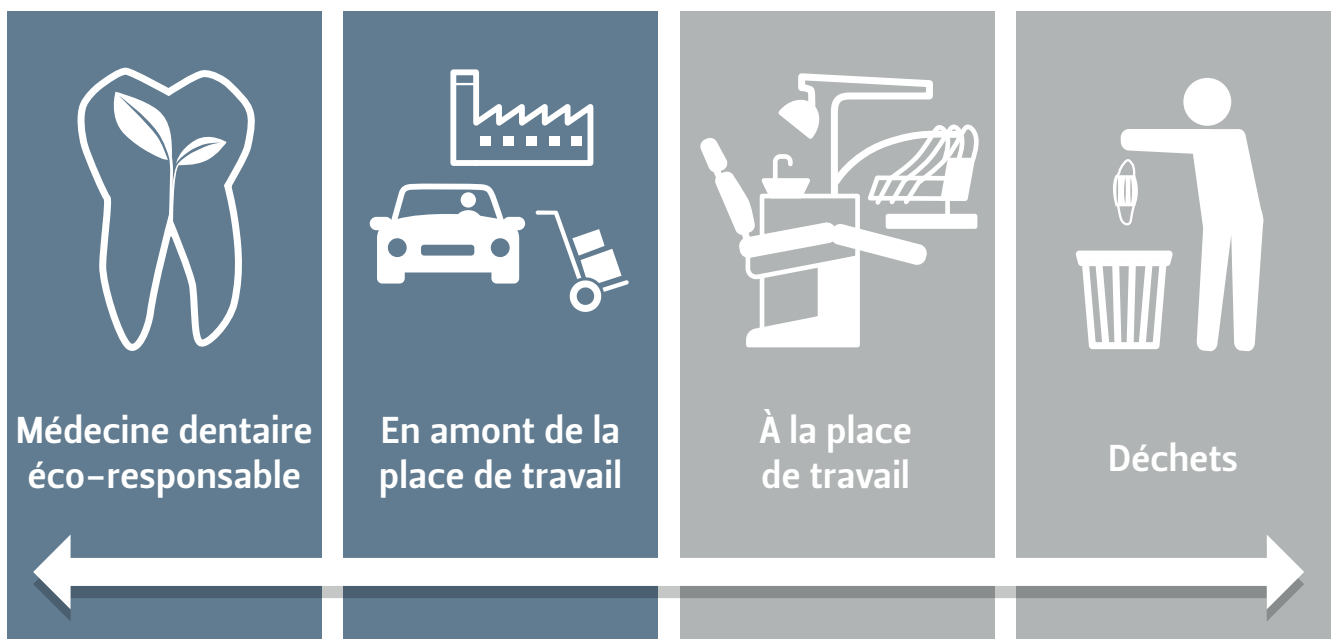 Médecine dentaire
éco-responsable
En amont de la
place de travail
À la place
de travail
Déchets